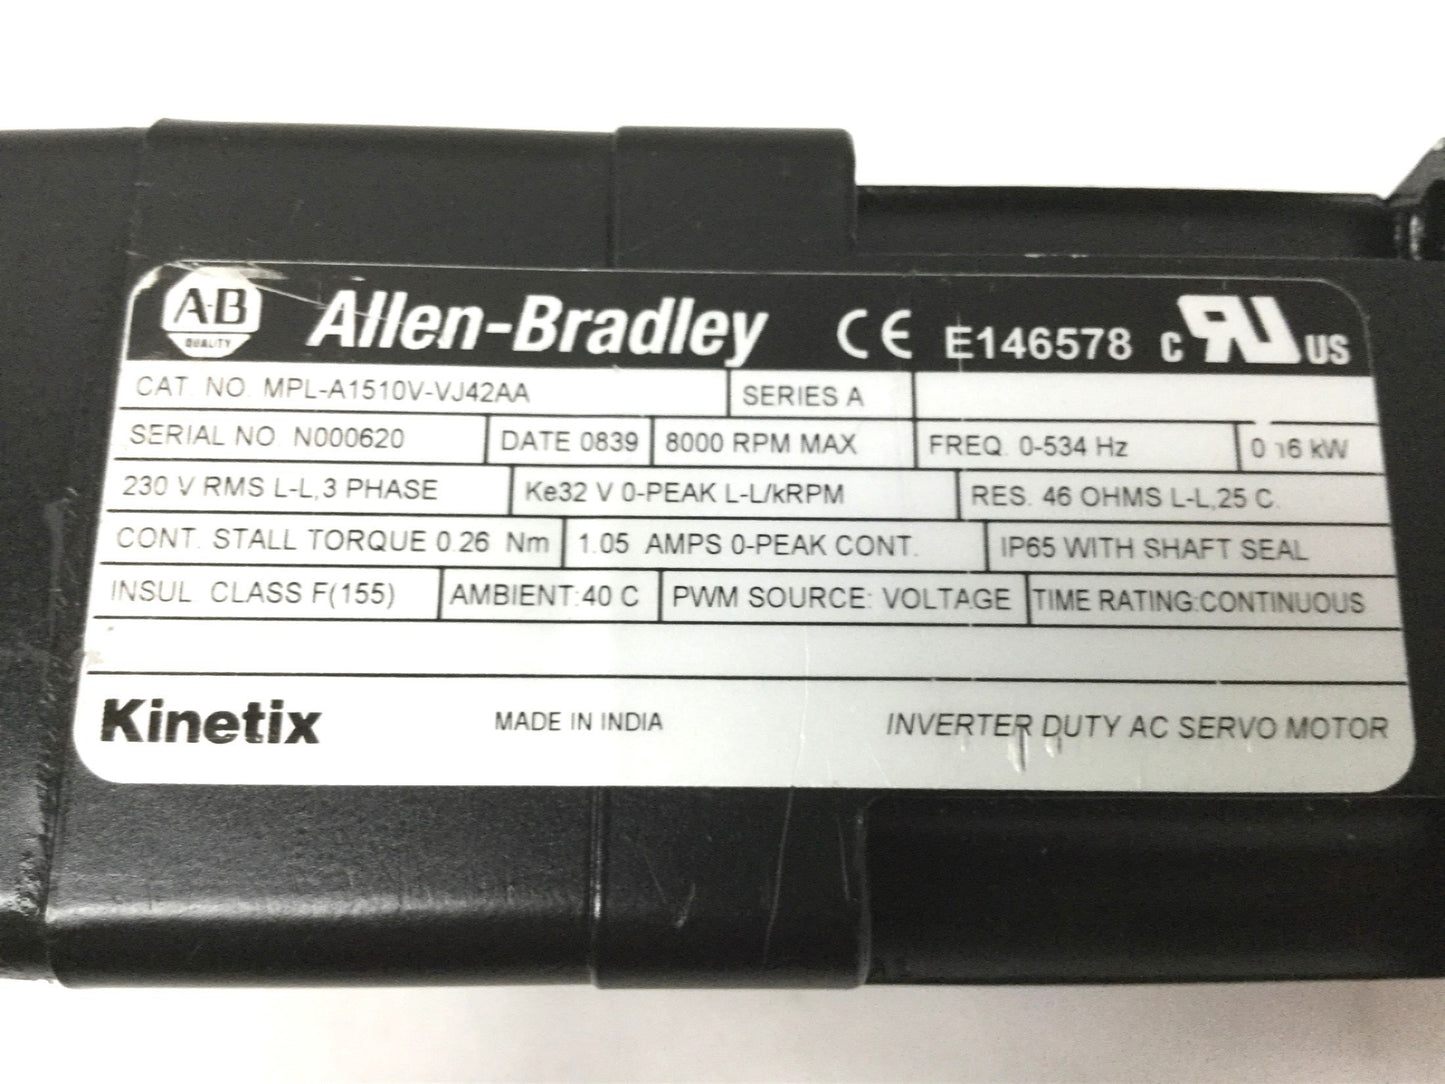 A-B QUALITY Allen-Bradley CE E146578 c RU US
CAT. NO. MPL-A1510V-VJ42AA SERIES A
SERIAL NO. N000620 DATE 0839 8000 RPM MAX FREQ. 0-534 Hz kW
230 V RMS L-L,3 PHASE Ke32 V 0-PEAK L-L/kRPM RES. 46 OHMS L-L,25 C.
CONT. STALL TORQUE 0.26 Nm 1.05 AMPS 0-PEAK CONT. IP65 WITH SHAFT SEAL
INSUL CLASS F(155) AMBIENT:40 C PWM SOURCE: VOLTAGE TIME RATING:CONTINUOUS
Kinetix MADE IN INDIA INVERTER DUTY AC SERVO MOTOR